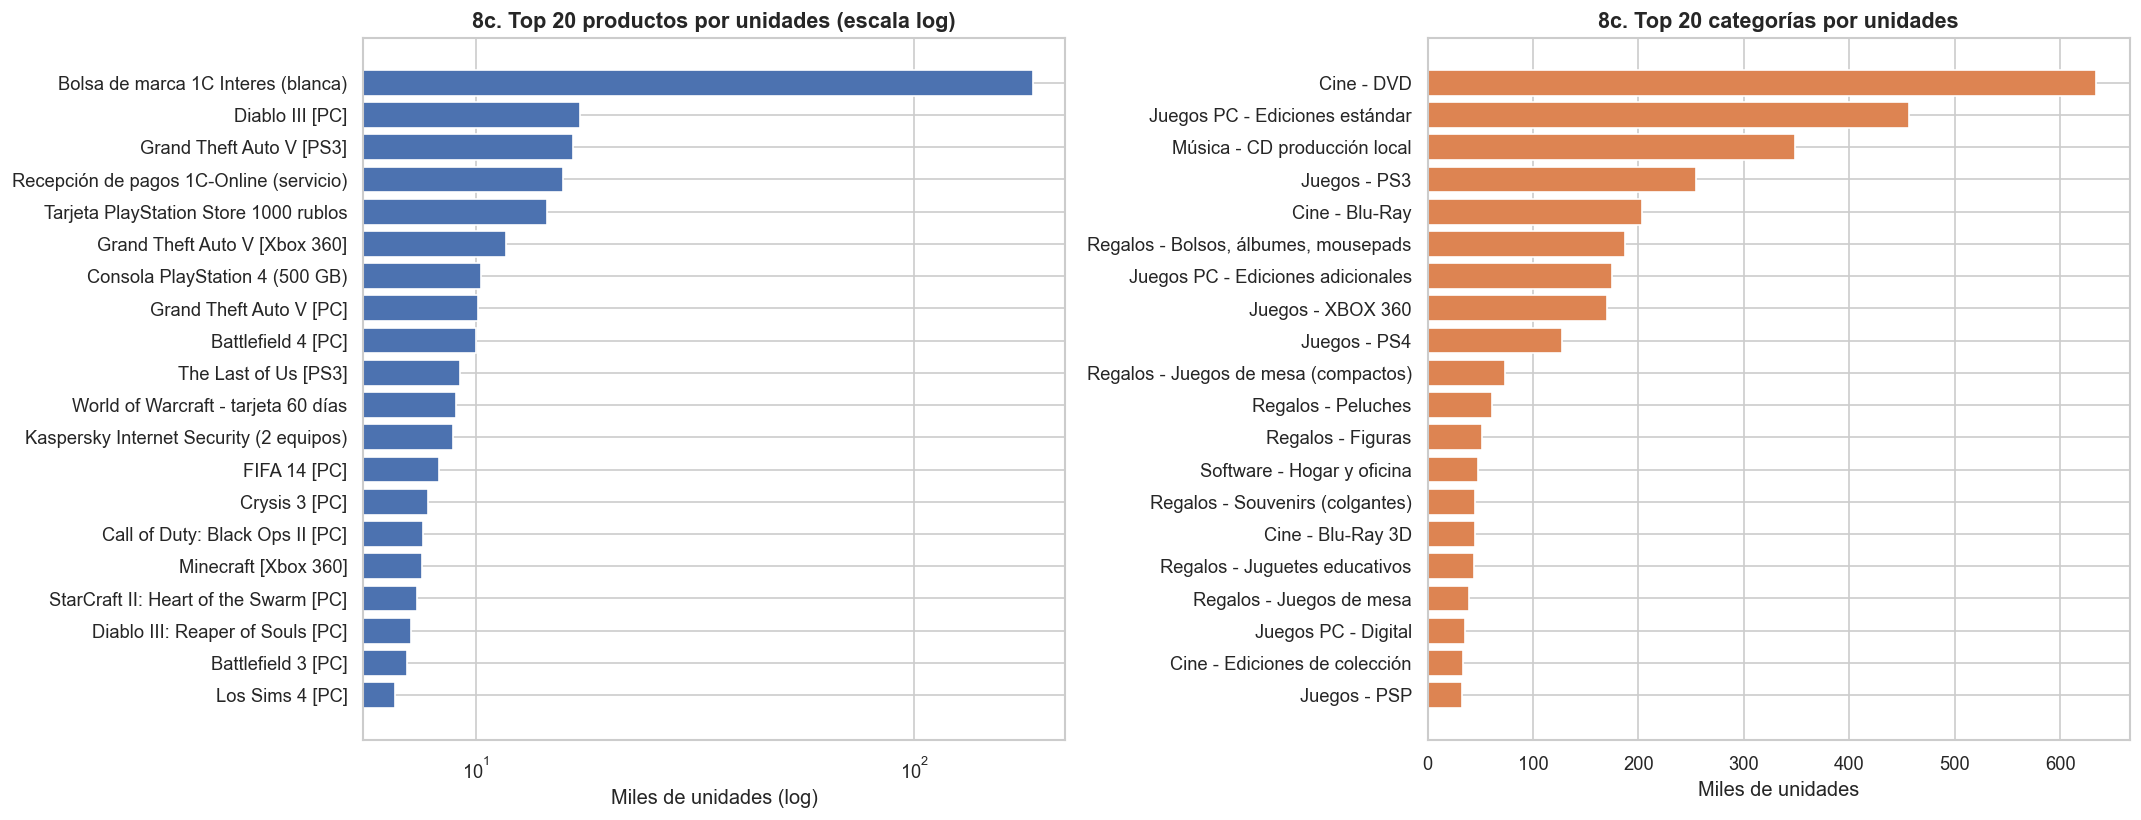 8c. Top 20 productos por unidades (escala log)
Bolsa de marca 1C Interes (blanca)
Diablo III [PC]
Grand Theft Auto V [PS3]
Recepción de pagos 1C-Online (servicio)
Tarjeta PlayStation Store 1000 rublos
Grand Theft Auto V [Xbox 360]
Consola PlayStation 4 (500 GB)
Grand Theft Auto V [PC]
Battlefield 4 [PC]
The Last of Us [PS3]
World of Warcraft - tarjeta 60 días
Kaspersky Internet Security (2 equipos)
FIFA 14 [PC]
Crysis 3 [PC]
Call of Duty: Black Ops II [PC]
Minecraft [Xbox 360]
StarCraft II: Heart of the Swarm [PC]
Diablo III: Reaper of Souls [PC]
Battlefield 3 [PC]
Los Sims 4 [PC]
10¹ 10²
Miles de unidades (log)
8c. Top 20 categorías por unidades
Cine - DVD
Juegos PC - Ediciones estándar
Música - CD producción local
Juegos - PS3
Cine - Blu-Ray
Regalos - Bolsos, álbumes, mousepads
Juegos PC - Ediciones adicionales
Juegos - XBOX 360
Juegos - PS4
Regalos - Juegos de mesa (compactos)
Regalos - Peluches
Regalos - Figuras
Software - Hogar y oficina
Regalos - Souvenirs (colgantes)
Cine - Blu-Ray 3D
Regalos - Juguetes educativos
Regalos - Juegos de mesa
Juegos PC - Digital
Cine - Ediciones de colección
Juegos - PSP
0 100 200 300 400 500 600
Miles de unidades